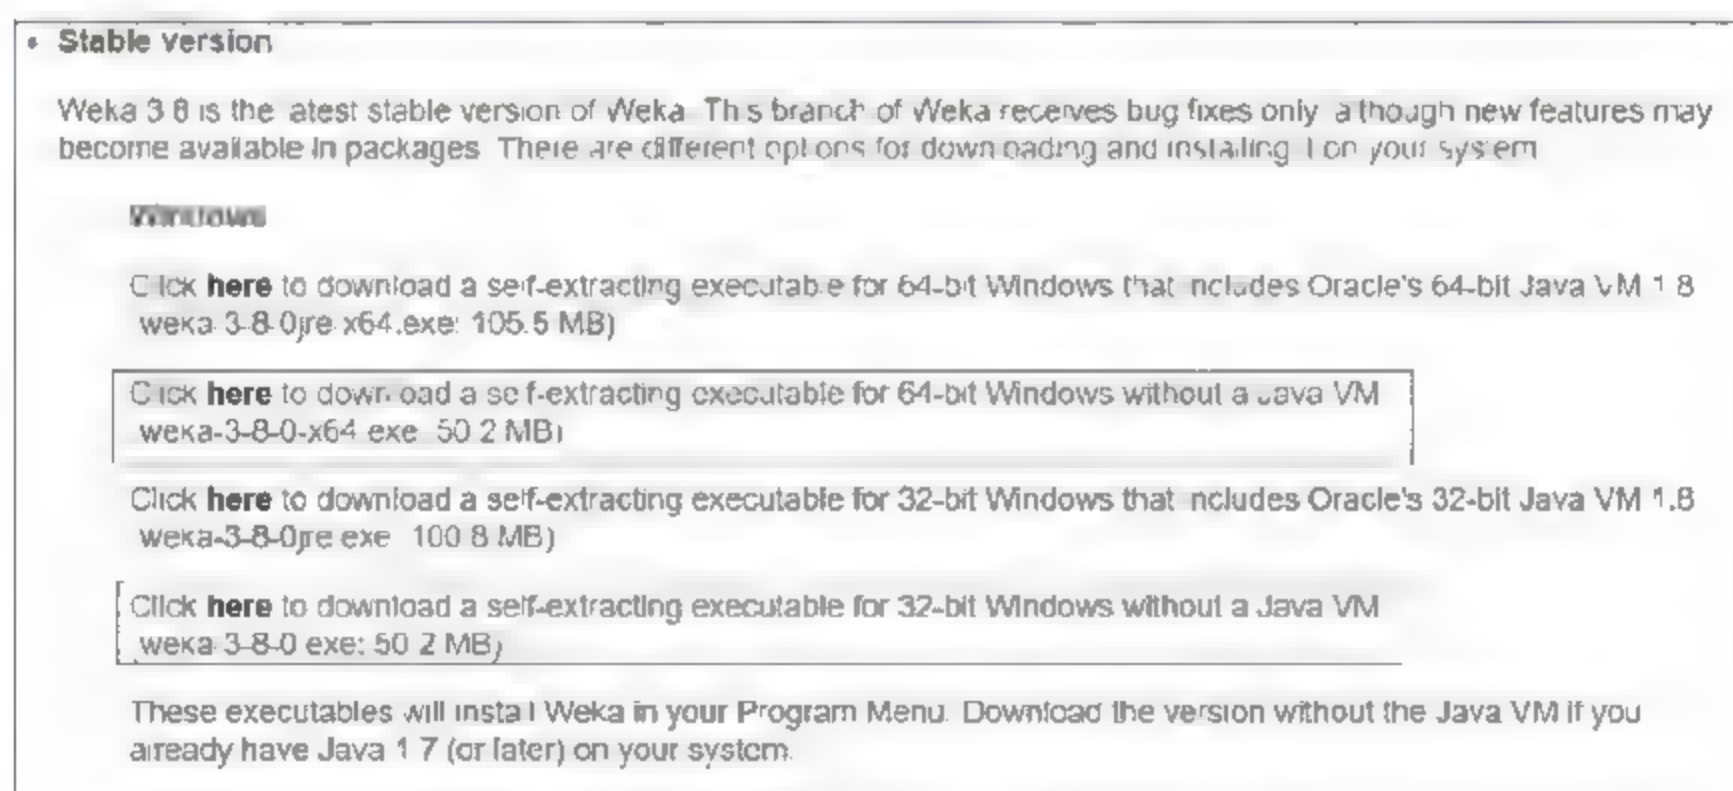 • Stable version
Weka 3.8 is the latest stable version of Weka. This branch of Weka receives bug fixes only, although new features may
become available in packages. There are different options for downloading and installing it on your system:
Windows
Click here to download a self-extracting executable for 64-bit Windows that includes Oracle's 64-bit Java VM 1.8
(weka-3-8-0jre-x64.exe; 105.5 MB)
Click here to download a self-extracting executable for 64-bit Windows without a Java VM
(weka-3-8-0-x64.exe; 50.2 MB)
Click here to download a self-extracting executable for 32-bit Windows that includes Oracle's 32-bit Java VM 1.8
(weka-3-8-0jre.exe; 100.8 MB)
Click here to download a self-extracting executable for 32-bit Windows without a Java VM
(weka-3-8-0.exe; 50.2 MB)
These executables will install Weka in your Program Menu. Download the version without the Java VM if you
already have Java 1.7 (or later) on your system.